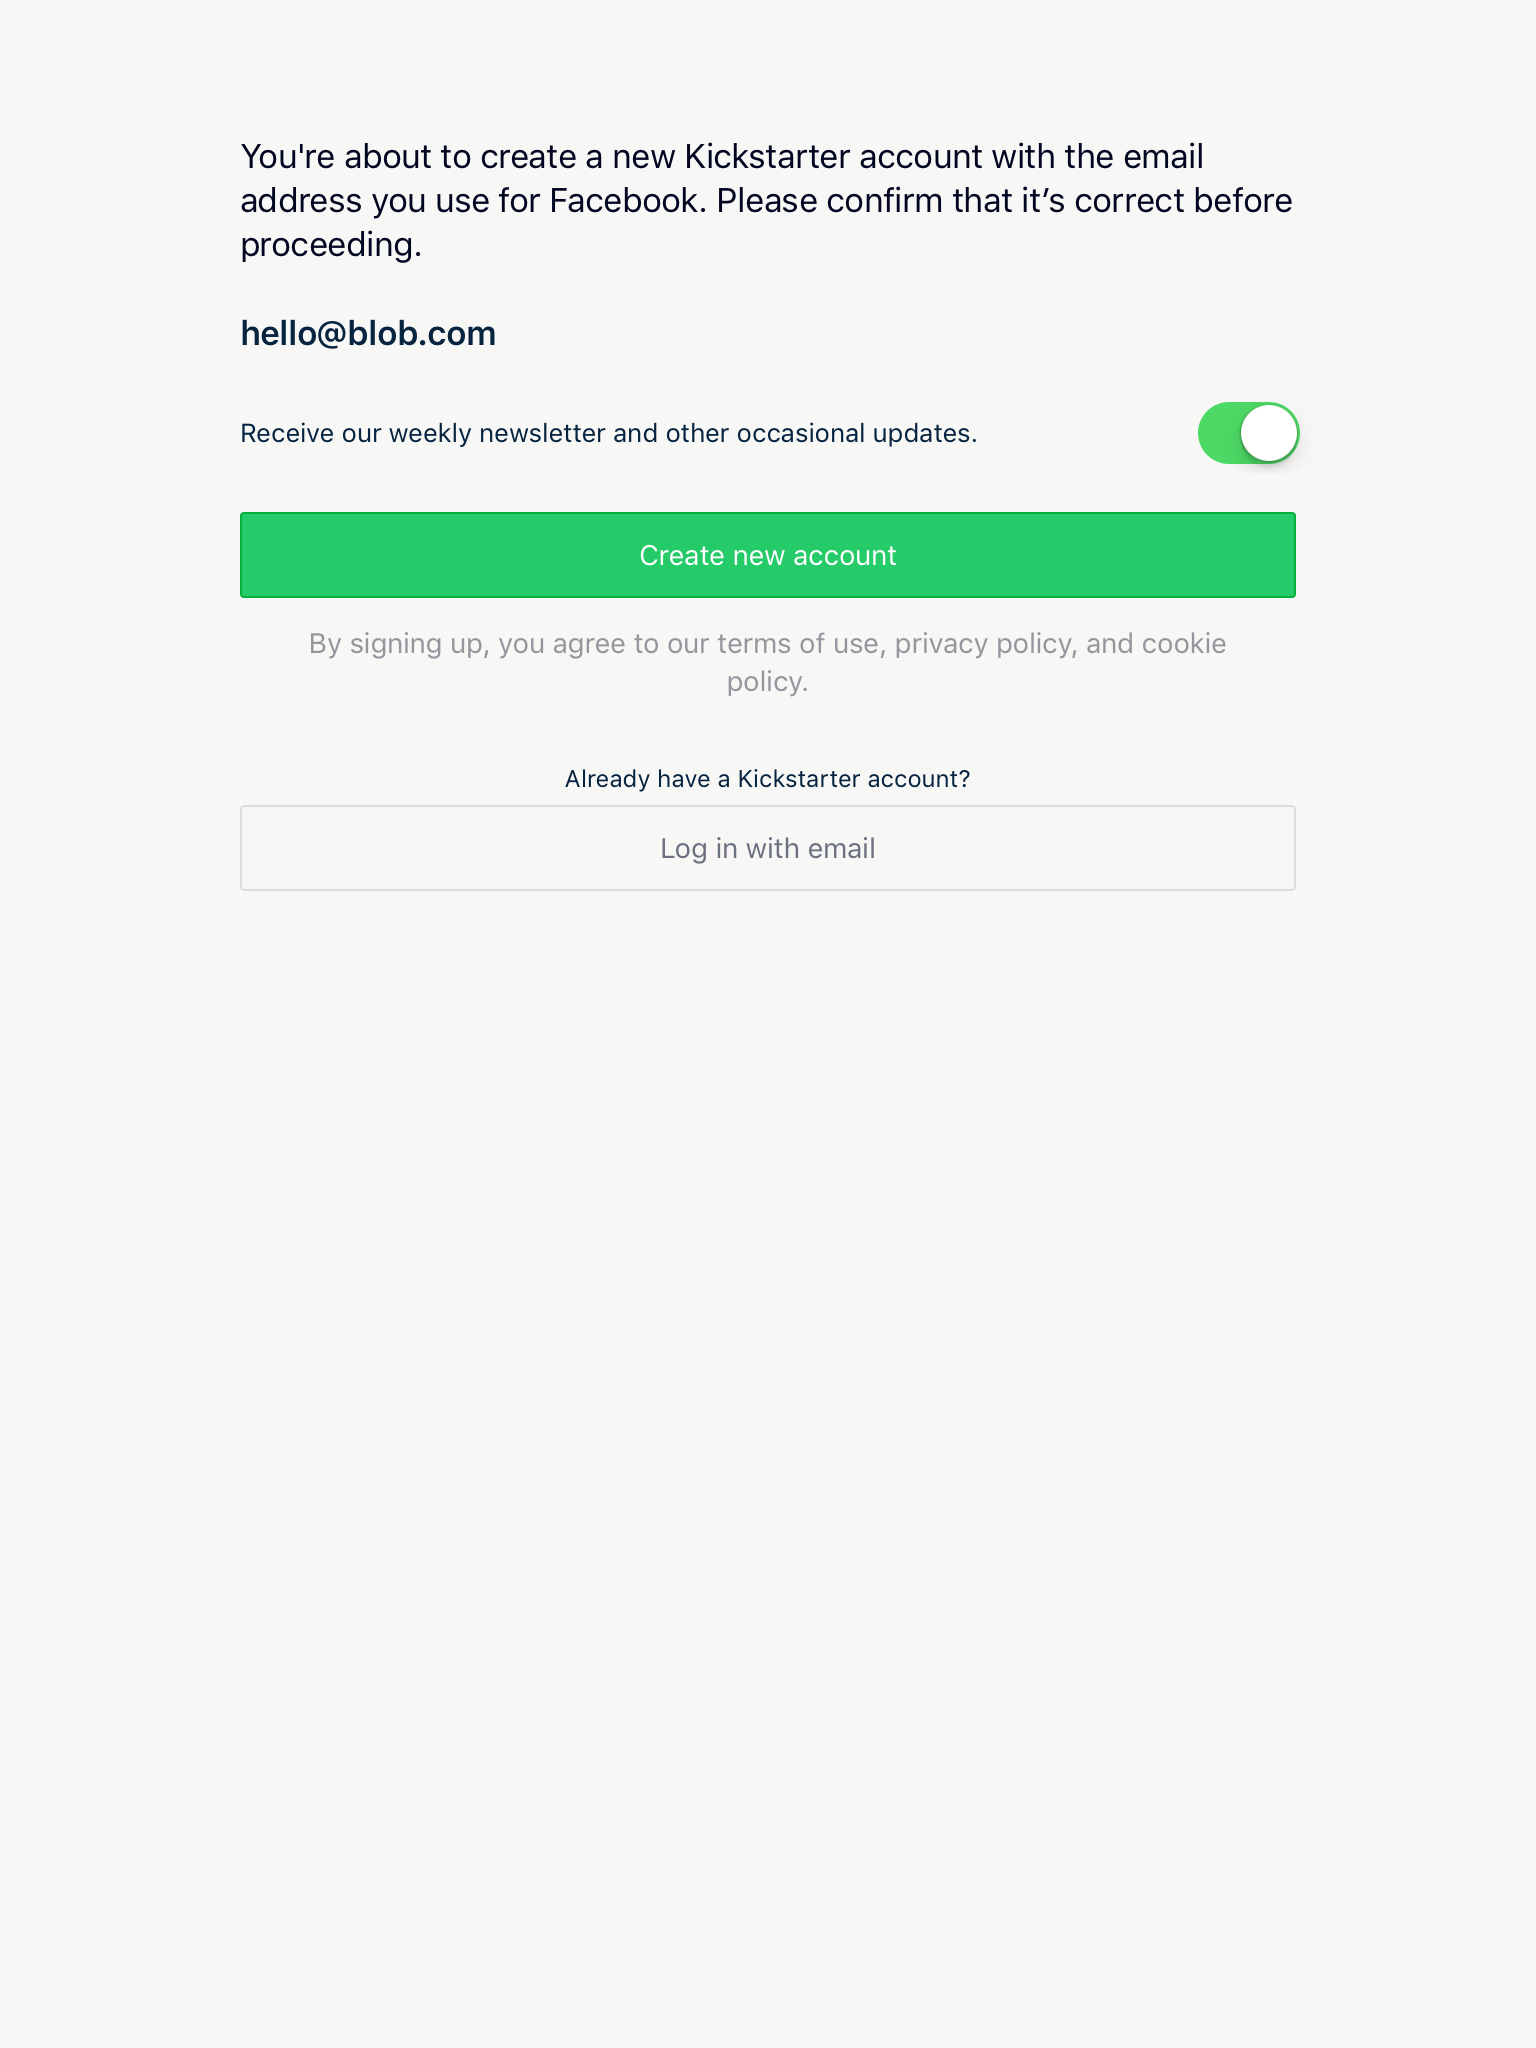 You're about to create a new Kickstarter account with the email
address you use for Facebook. Please confirm that it’s correct before
proceeding.
hello@blob.com
Receive our weekly newsletter and other occasional updates.
Create new account
By signing up, you agree to our terms of use, privacy policy, and cookie
policy.
Already have a Kickstarter account?
Log in with email